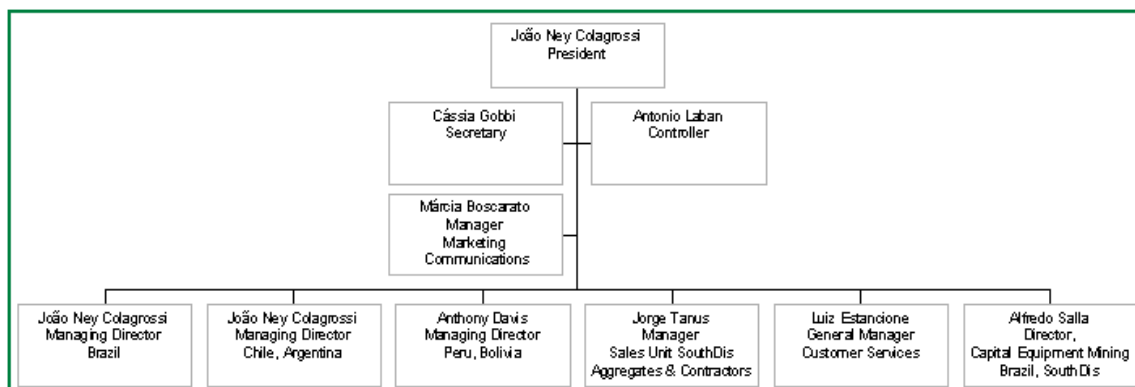 João Ney Colagrossi
President
Cássia Gobbi
Secretary
Antonio Laban
Controller
Márcia Boscarato
Manager
Marketing
Communications
João Ney Colagrossi
Managing Director
Brazil
João Ney Colagrossi
Managing Director
Chile, Argentina
Anthony Davis
Managing Director
Peru, Bolivia
Jorge Tanus
Manager
Sales Unit SouthDis
Aggregates & Contractors
Luiz Estancione
General Manager
Customer Services
Alfredo Salla
Director,
Capital Equipment Mining
Brazil, SouthDis